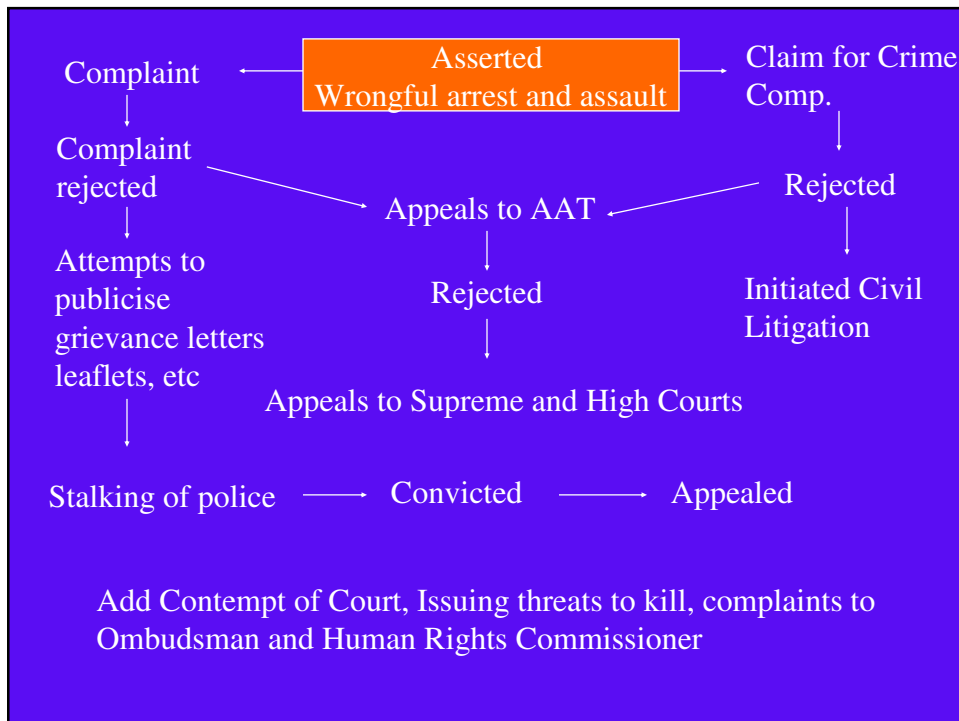 Complaint
Asserted
Wrongful arrest and assault
Claim for Crime
Comp.
Complaint
rejected
Appeals to AAT
Rejected
Attempts to
publicise
grievance letters
leaflets, etc
Rejected
Initiated Civil
Litigation
Appeals to Supreme and High Courts
Stalking of police
Convicted
Appealed
Add Contempt of Court, Issuing threats to kill, complaints to
Ombudsman and Human Rights Commissioner